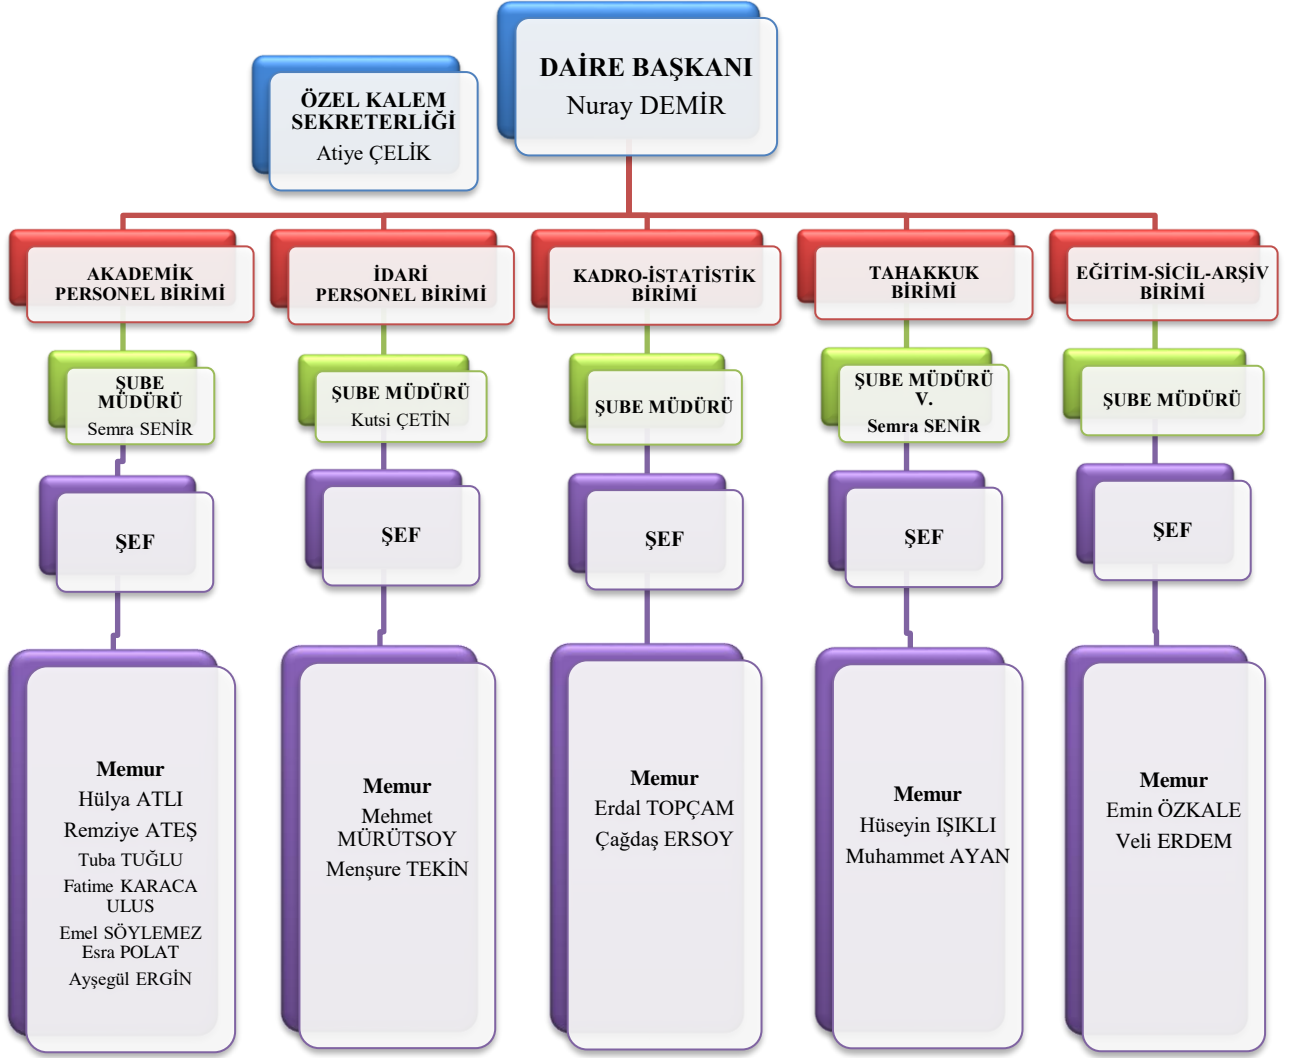 DAİRE BAŞKANI
Nuray DEMİR
ÖZEL KALEM
SEKRETERLİĞİ
Atiye ÇELİK
AKADEMİK
PERSONEL BİRİMİ
İDARİ
PERSONEL BİRİMİ
KADRO-İSTATİSTİK
BİRİMİ
TAHAKKUK
BİRİMİ
EĞİTİM-SİCİL-ARŞİV
BİRİMİ
ŞUBE
MÜDÜRÜ
Semra SENİR
ŞUBE MÜDÜRÜ
Kutsi ÇETİN
ŞUBE MÜDÜRÜ
ŞUBE MÜDÜRÜ
V.
Semra SENİR
ŞUBE MÜDÜRÜ
ŞEF
ŞEF
ŞEF
ŞEF
ŞEF
Memur
Hülya ATLI
Remziye ATEŞ
Tuba TUĞLU
Fatime KARACA
ULUS
Emel SÖYLEMEZ
Esra POLAT
Ayşegül ERGİN
Memur
Mehmet
MÜRÜTSOY
Menşure TEKİN
Memur
Erdal TOPÇAM
Çağdaş ERSOY
Memur
Hüseyin IŞIKLI
Muhammet AYAN
Memur
Emin ÖZKALE
Veli ERDEM